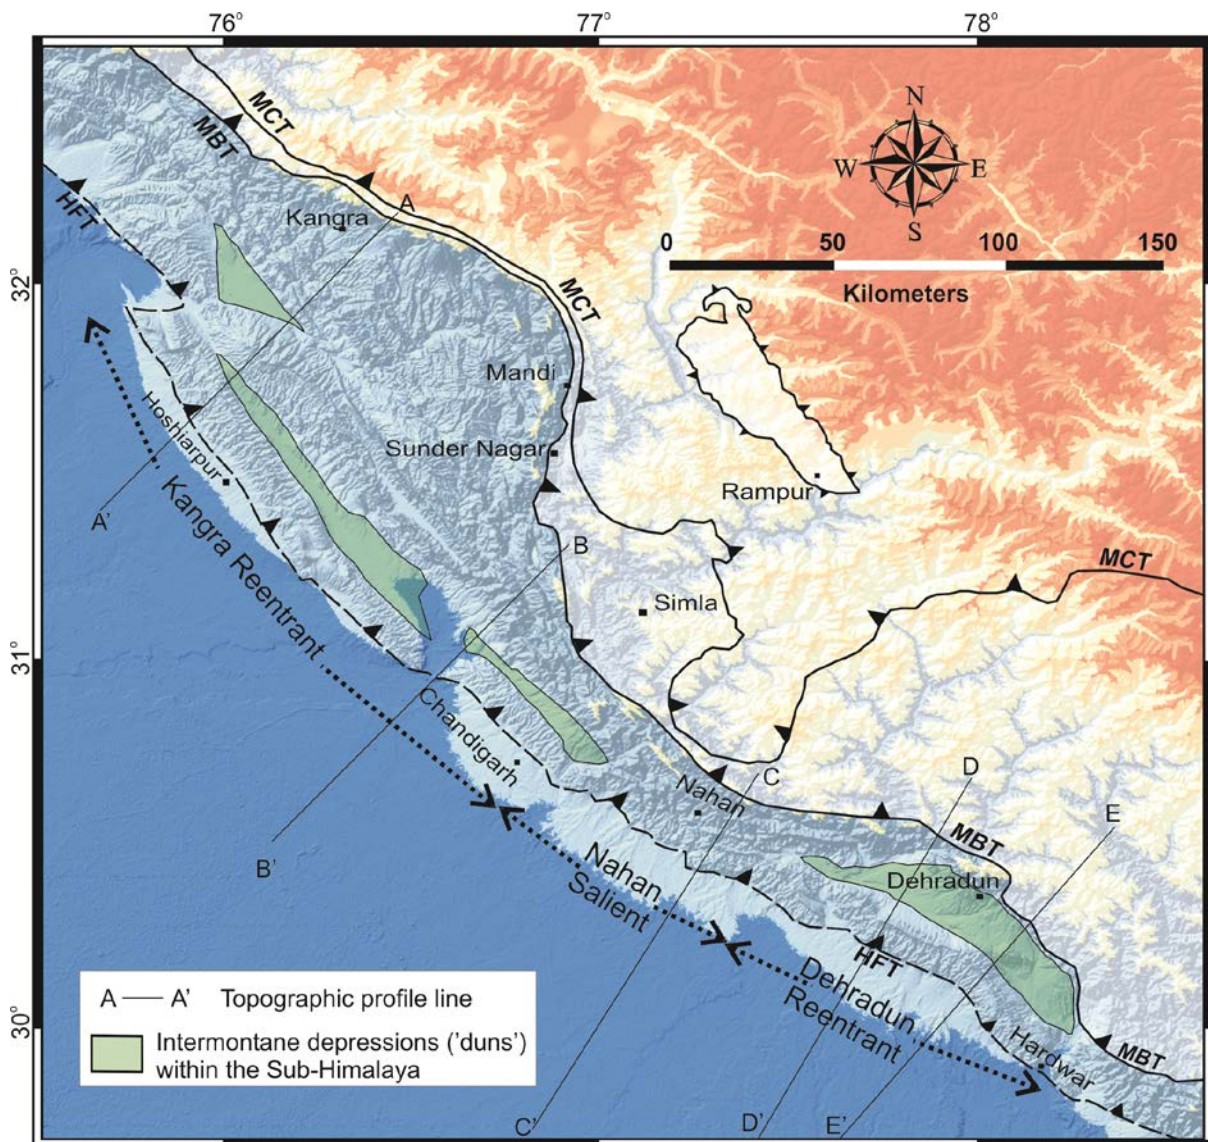 76°
77°
78°
32°
31°
30°
N
W
E
S
0
50
100
150
Kilometers
MCT
MBT
HFT
Kangra
A
MCT
Mandi
Sunder Nagar
Hoshiarpur
A'
Rampur
B
MCT
Simla
Kangra Reentrant
Chandigarh
B'
C
Nahan
D
E
MBT
Dehradun
Nahan
Salient
HFT
Dehradun
Reentrant
Hardwar
MBT
C'
D'
E'
A — A' Topographic profile line
Intermontane depressions ('duns')
within the Sub-Himalaya